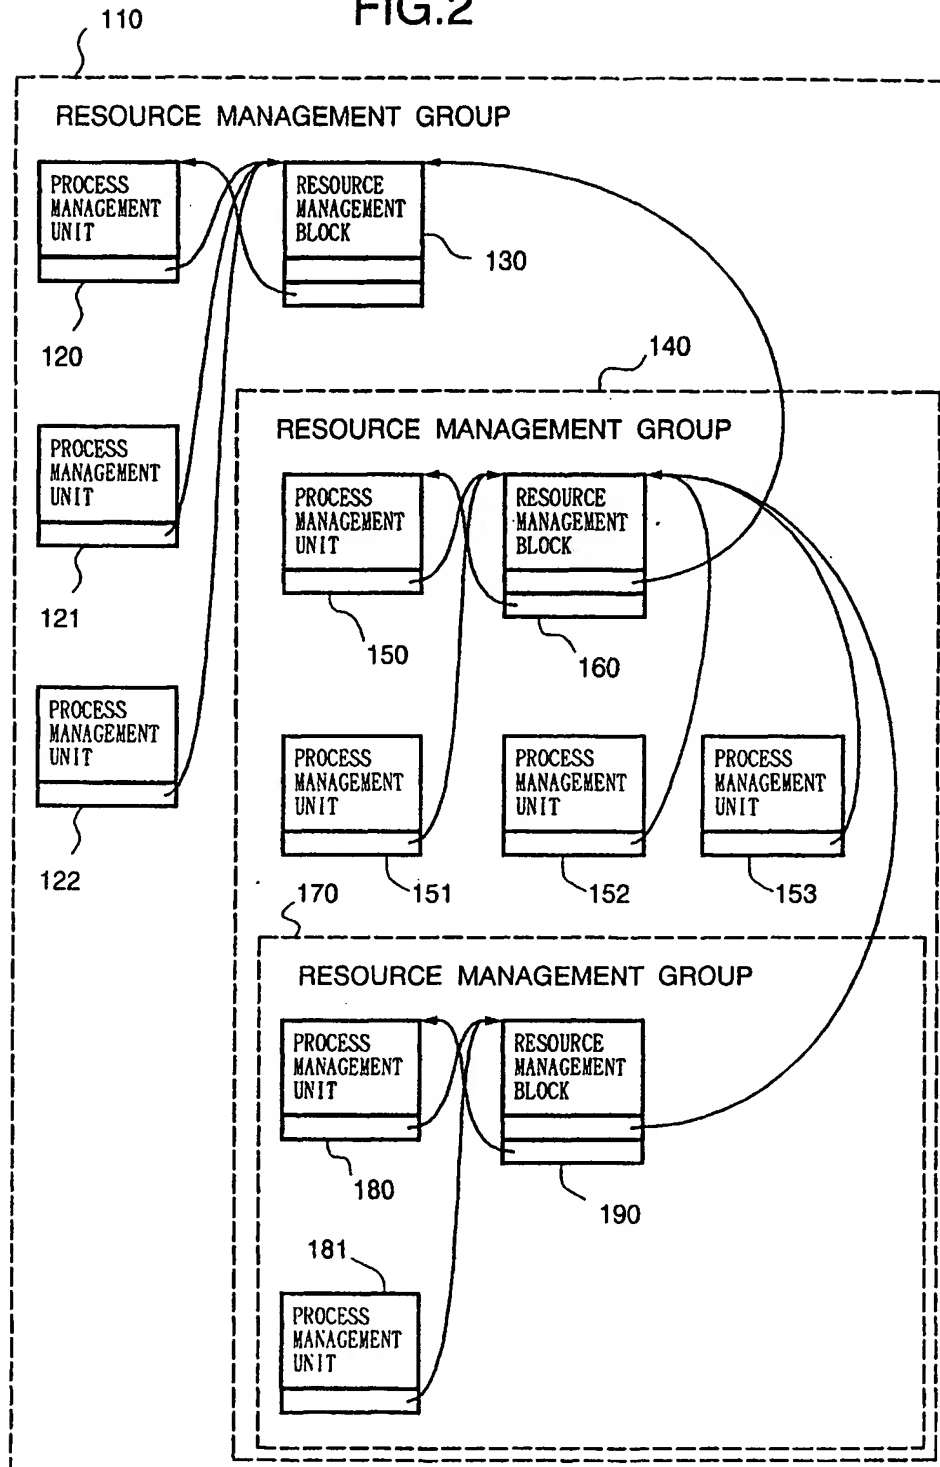 FIG.2
110
RESOURCE MANAGEMENT GROUP
PROCESS
MANAGEMENT
UNIT
RESOURCE
MANAGEMENT
BLOCK
130
120
140
RESOURCE MANAGEMENT GROUP
PROCESS
MANAGEMENT
UNIT
121
PROCESS
MANAGEMENT
UNIT
RESOURCE
MANAGEMENT
BLOCK
150
160
PROCESS
MANAGEMENT
UNIT
122
PROCESS
MANAGEMENT
UNIT
PROCESS
MANAGEMENT
UNIT
PROCESS
MANAGEMENT
UNIT
151
152
153
170
RESOURCE MANAGEMENT GROUP
PROCESS
MANAGEMENT
UNIT
RESOURCE
MANAGEMENT
BLOCK
180
190
181
PROCESS
MANAGEMENT
UNIT